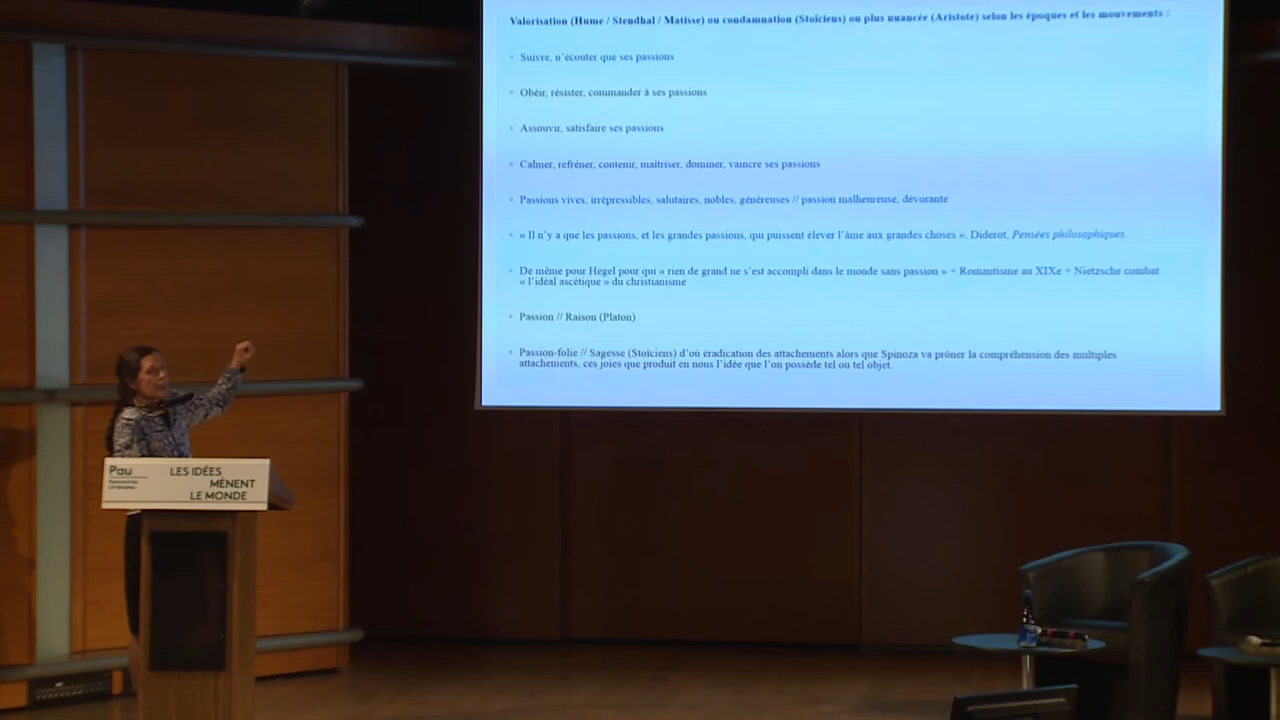 Valorisation (Hume / Stendhal / Matisse) ou condamnation (Stoïciens) ou plus nuancée (Aristote) selon les époques et les mouvements :
Suivre, n'écouter que ses passions
Obéir, résister, commander à ses passions
Assouvir, satisfaire ses passions
Calmer, refréner, contenir, maîtriser, dominer, vaincre ses passions
Passions vives, irrépressibles, salutaires, nobles, généreuses // passion malheureuse, dévorante
« Il n'y a que les passions, et les grandes passions, qui puissent élever l'âme aux grandes choses », Diderot, Pensées philosophiques.
De même pour Hegel pour qui « rien de grand ne s'est accompli dans le monde sans passion » + Romantisme au XIXe + Nietzsche combat
« l'idéal ascétique » du christianisme
Passion // Raison (Platon)
Passion-folie // Sagesse (Stoïciens) d'où éradication des attachements alors que Spinoza va prôner la compréhension des multiples
attachements, ces joies que produit en nous l'idée que l'on possède tel ou tel objet.
Pau
Rencontres
Littéraires
LES IDÉES
MÈNENT
LE MONDE